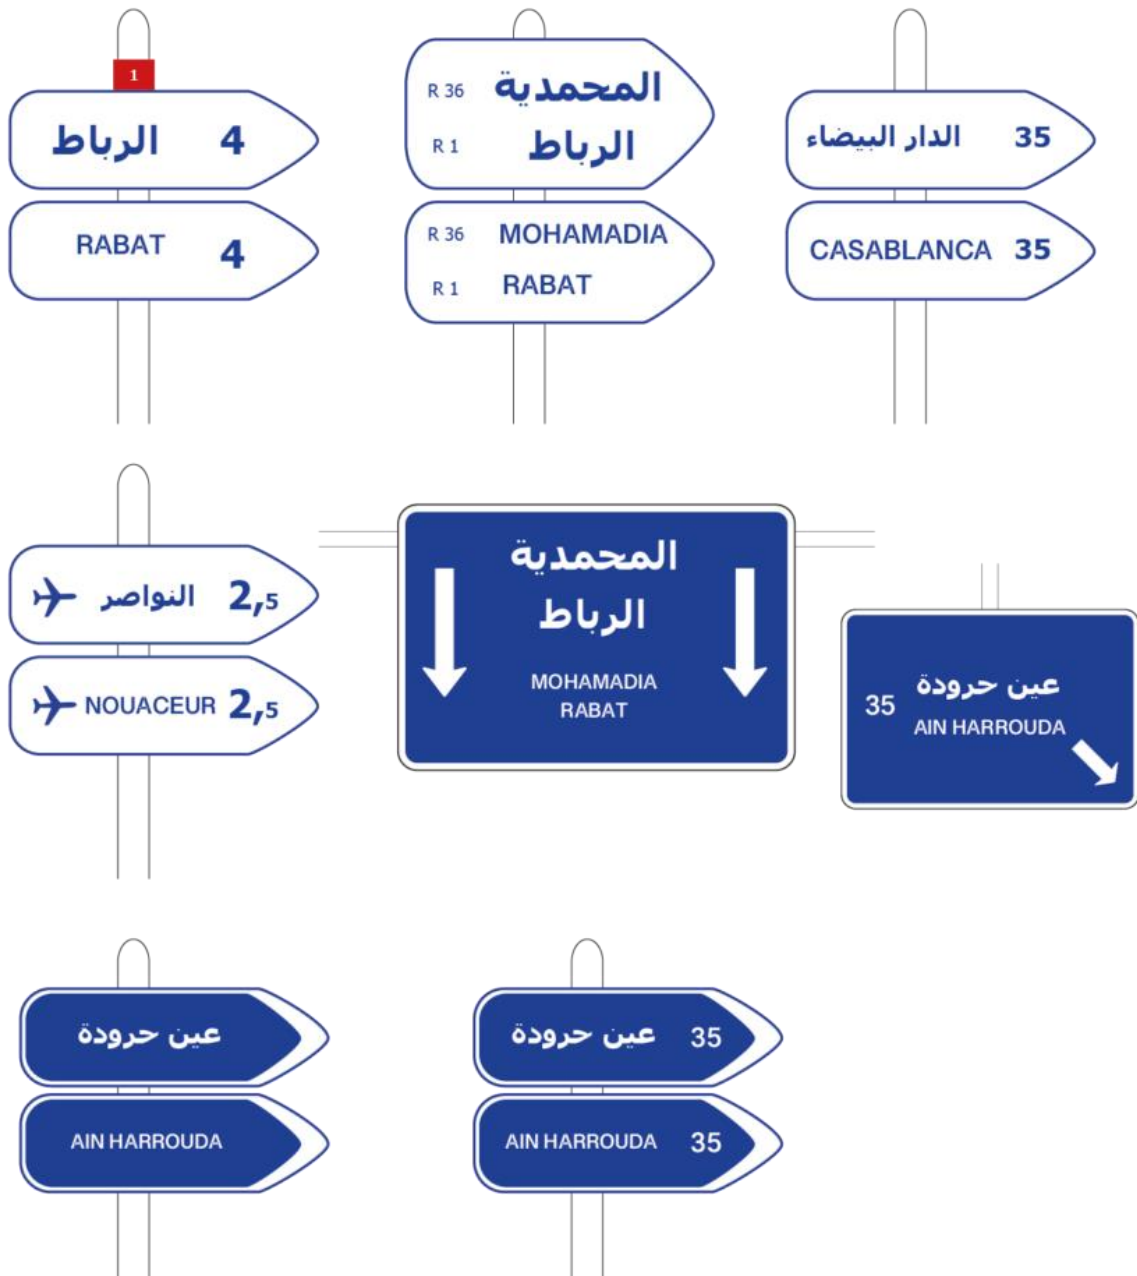 1
الرباط 4
RABAT 4
R 36 المحمدية
R 1 الرباط
R 36 MOHAMADIA
R 1 RABAT
الدار البيضاء 35
CASABLANCA 35
النواصر 2,5
NOUACEUR 2,5
المحمدية
الرباط
MOHAMADIA
RABAT
35 عين حرودة
AIN HARROUDA
عين حرودة
AIN HARROUDA
عين حرودة 35
AIN HARROUDA 35